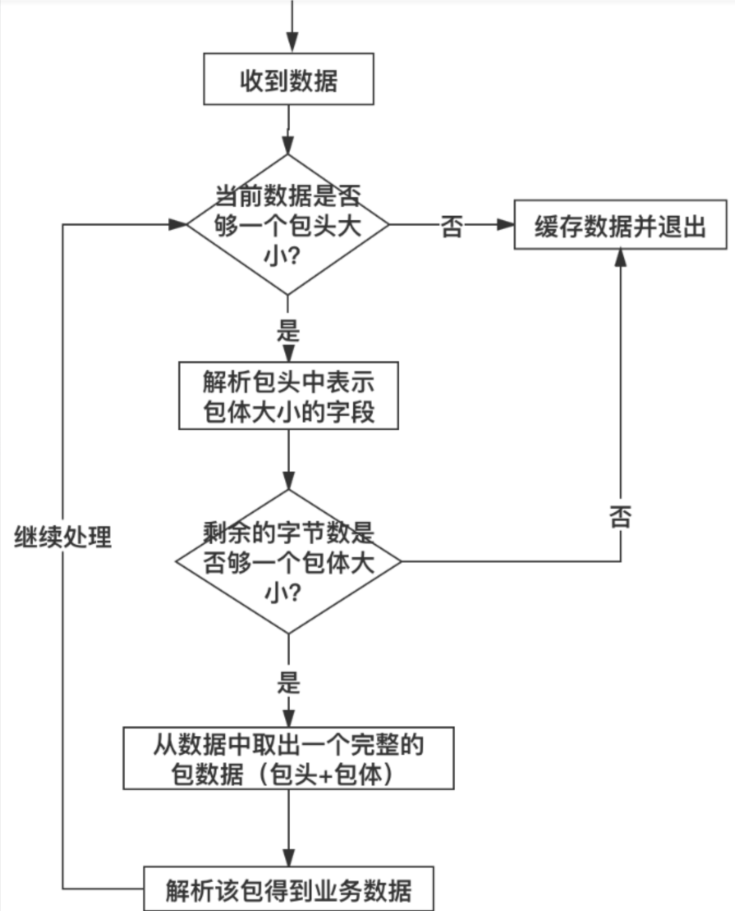 收到数据
当前数据是否
够一个包头大
小?
否
缓存数据并退出
是
解析包头中表示
包体大小的字段
剩余的字节数是
否够一个包体大
小?
否
继续处理
是
从数据中取出一个完整的
包数据（包头+包体）
解析该包得到业务数据